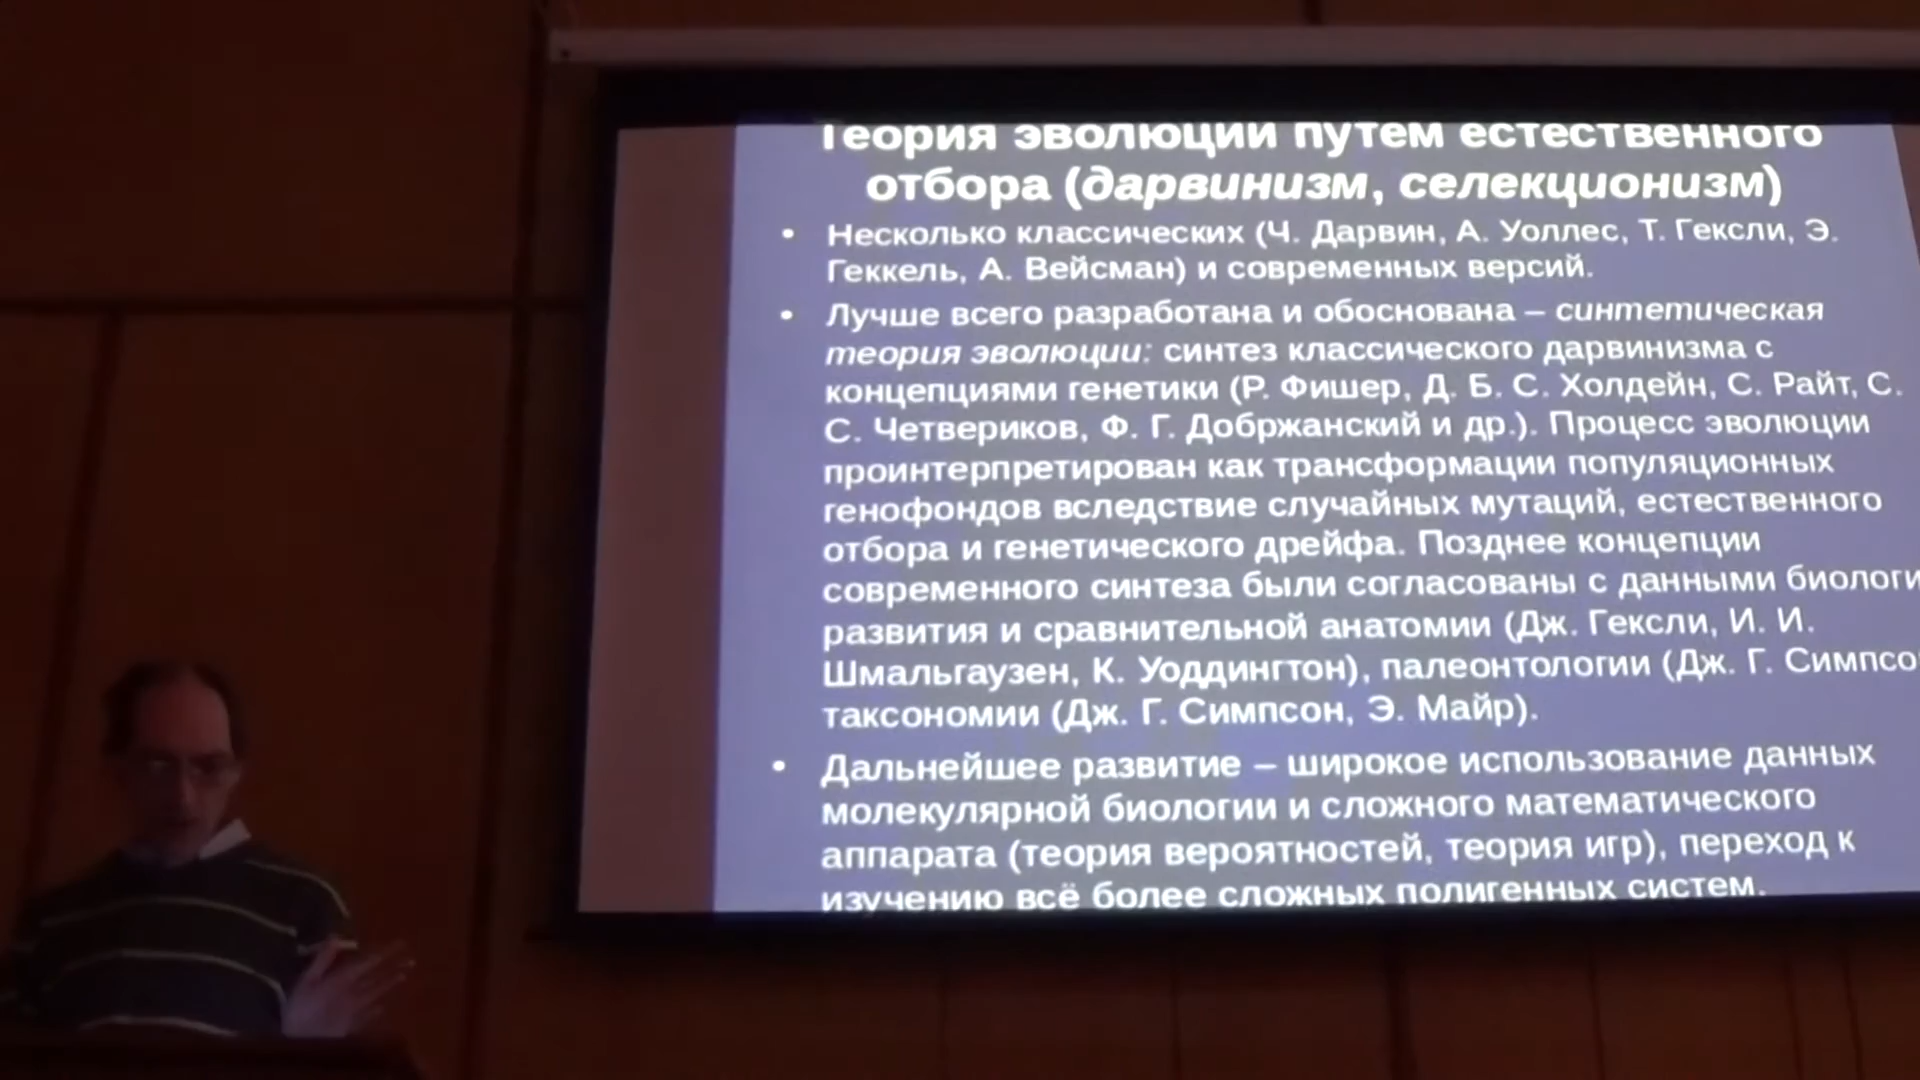 Теория эволюции путем естественного
отбора (дарвинизм, селекционизм)
• Несколько классических (Ч. Дарвин, А. Уоллес, Т. Гексли, Э.
Геккель, А. Вейсман) и современных версий.
• Лучше всего разработана и обоснована – синтетическая
теория эволюции: синтез классического дарвинизма с
концепциями генетики (Р. Фишер, Д. Б. С. Холдейн, С. Райт, С.
С. Четвериков, Ф. Г. Добржанский и др.). Процесс эволюции
проинтерпретирован как трансформации популяционных
генофондов вследствие случайных мутаций, естественного
отбора и генетического дрейфа. Позднее концепции
современного синтеза были согласованы с данными биологи
развития и сравнительной анатомии (Дж. Гексли, И. И.
Шмальгаузен, К. Уоддингтон), палеонтологии (Дж. Г. Симпсо
таксономии (Дж. Г. Симпсон, Э. Майр).
• Дальнейшее развитие – широкое использование данных
молекулярной биологии и сложного математического
аппарата (теория вероятностей, теория игр), переход к
изучению всё более сложных полигенных систем.